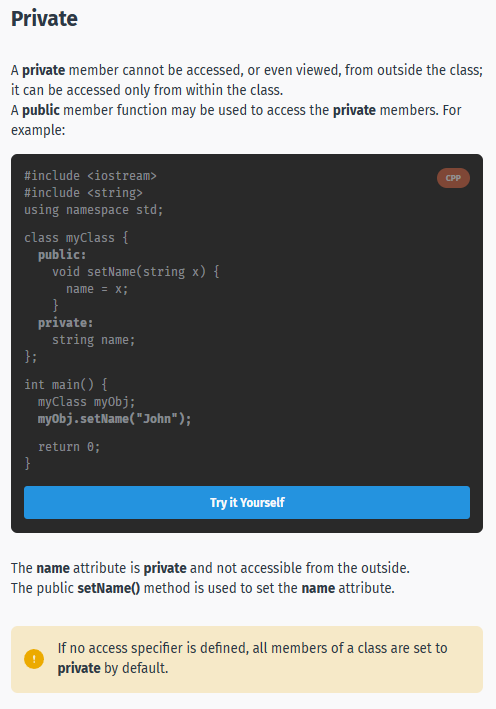 Private
A private member cannot be accessed, or even viewed, from outside the class;
it can be accessed only from within the class.
A public member function may be used to access the private members. For
example:
CPP
#include <iostream>
#include <string>
using namespace std;
class myClass {
  public:
    void setName(string x) {
      name = x;
    }
  private:
    string name;
};
int main() {
  myClass myObj;
  myObj.setName("John");
  return 0;
}
Try it Yourself
The name attribute is private and not accessible from the outside.
The public setName() method is used to set the name attribute.
!
If no access specifier is defined, all members of a class are set to
private by default.